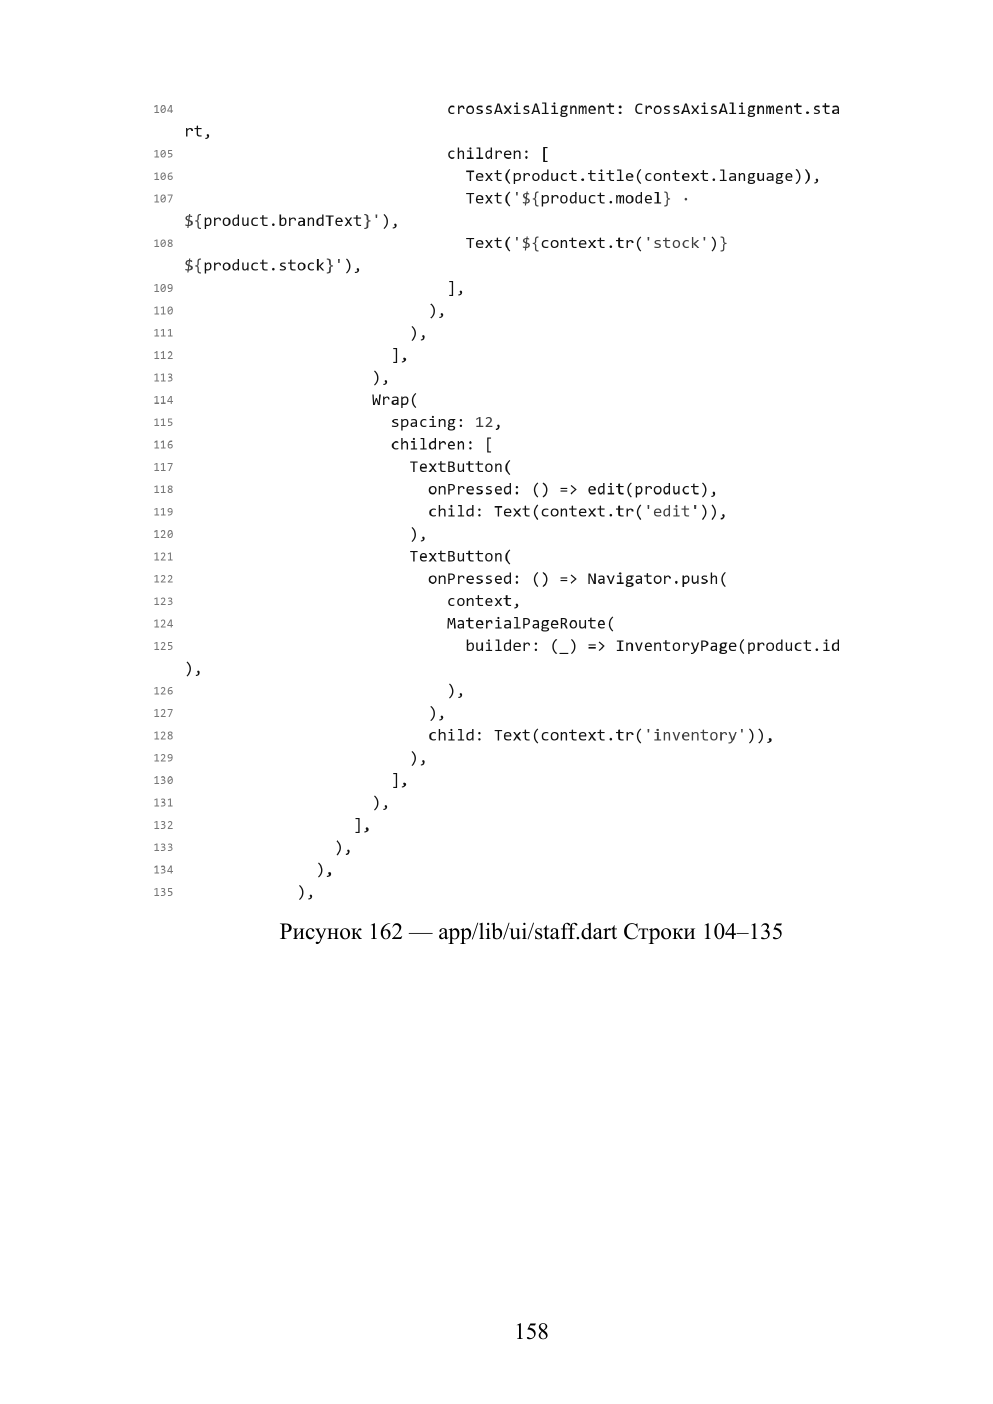 104                             crossAxisAlignment: CrossAxisAlignment.sta
rt,
105                             children: [
106                               Text(product.title(context.language)),
107                               Text('${product.model} ·
${product.brandText}'),
108                               Text('${context.tr('stock')}
${product.stock}'),
109                             ],
110                           ),
111                         ),
112                       ],
113                     ),
114                     Wrap(
115                       spacing: 12,
116                       children: [
117                         TextButton(
118                           onPressed: () => edit(product),
119                           child: Text(context.tr('edit')),
120                         ),
121                         TextButton(
122                           onPressed: () => Navigator.push(
123                             context,
124                             MaterialPageRoute(
125                               builder: (_) => InventoryPage(product.id
),
126                             ),
127                           ),
128                           child: Text(context.tr('inventory')),
129                         ),
130                       ],
131                     ),
132                   ],
133                 ),
134               ),
135             ),
Рисунок 162 — app/lib/ui/staff.dart Строки 104–135
158